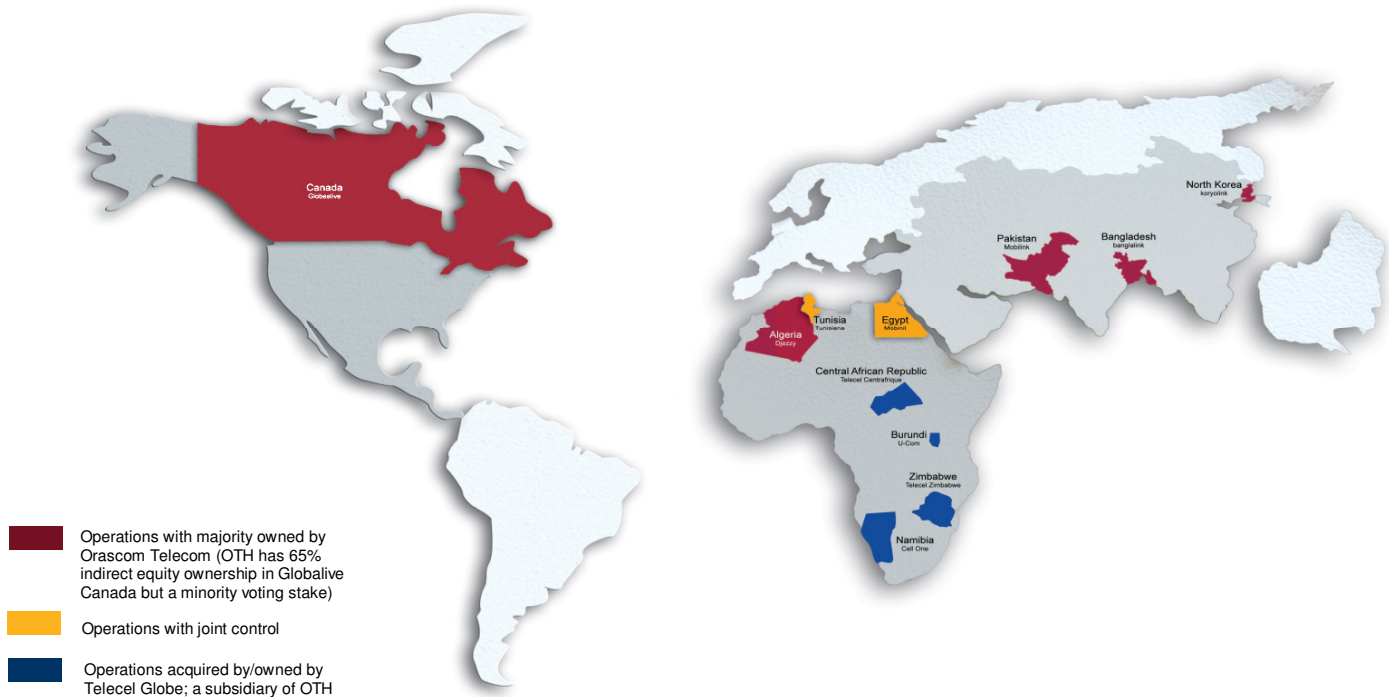 Canada
Globealive
North Korea
koryolink
Pakistan
Mobilink
Bangladesh
banglalink
Tunisia
Tunisiana
Egypt
Mobinil
Algeria
Djezzy
Central African Republic
Telecel Centrafrique
Burundi
U-Com
Zimbabwe
Telecel Zimbabwe
Namibia
Cell One
Operations with majority owned by
Orascom Telecom (OTH has 65%
indirect equity ownership in Globalive
Canada but a minority voting stake)
Operations with joint control
Operations acquired by/owned by
Telecel Globe; a subsidiary of OTH